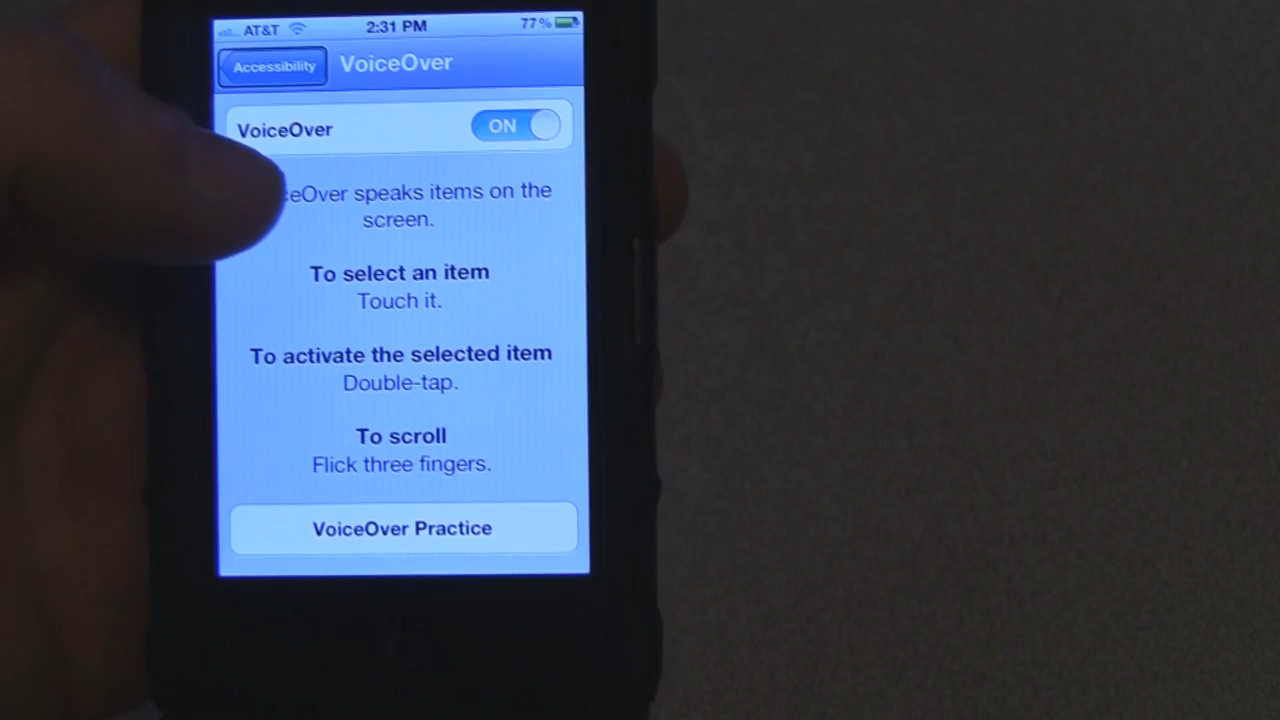 AT&T 2:31 PM 77%
Accessibility VoiceOver
VoiceOver ON
eOver speaks items on the
screen.
To select an item
Touch it.
To activate the selected item
Double-tap.
To scroll
Flick three fingers.
VoiceOver Practice